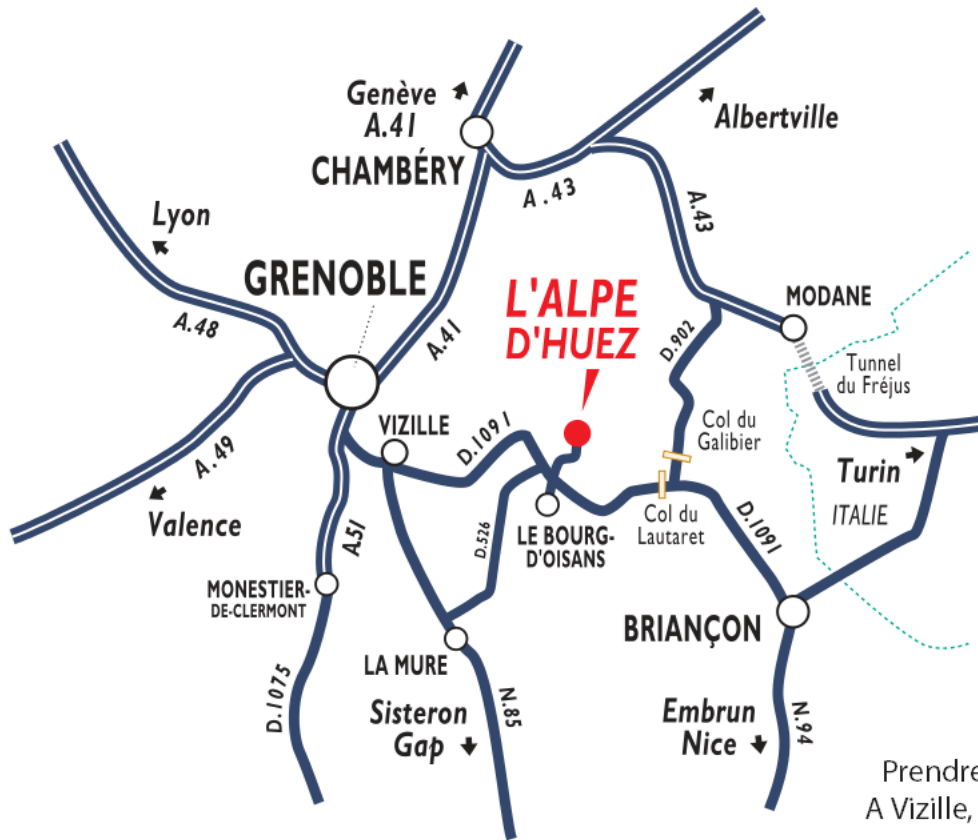 Genève
A.41
CHAMBÉRY
Albertville
A.43
A.43
Lyon
GRENOBLE
A.48
A.41
L'ALPE
D'HUEZ
D.902
MODANE
Tunnel
du Fréjus
A.49
Valence
VIZILLE
D.1091
Col du
Galibier
Turin
ITALIE
A.51
D.526
LE BOURG-
D'OISANS
Col du
Lautaret
D.1091
MONESTIER-
DE-CLERMONT
BRIANÇON
LA MURE
D.1075
Sisteron
Gap
N.85
Embrun
Nice
N.94
Prendre
A Vizille,